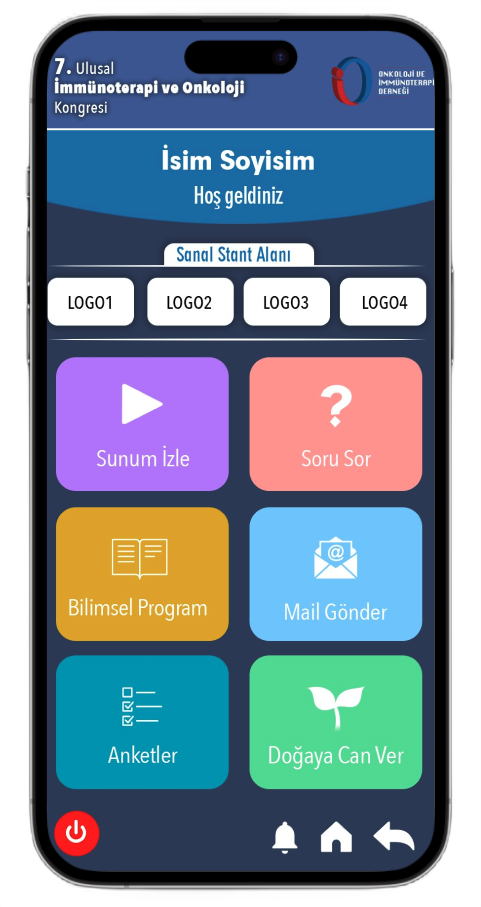 7. Ulusal
İmmünoterapi ve Onkoloji
Kongresi
ONKOLOJİ VE
İMMÜNOTERAPİ
DERNEĞİ
İsim Soyisim
Hoş geldiniz
Sanal Stant Alanı
LOGO1 LOGO2 LOGO3 LOGO4
Sunum İzle
Soru Sor
Bilimsel Program
Mail Gönder
Anketler
Doğaya Can Ver